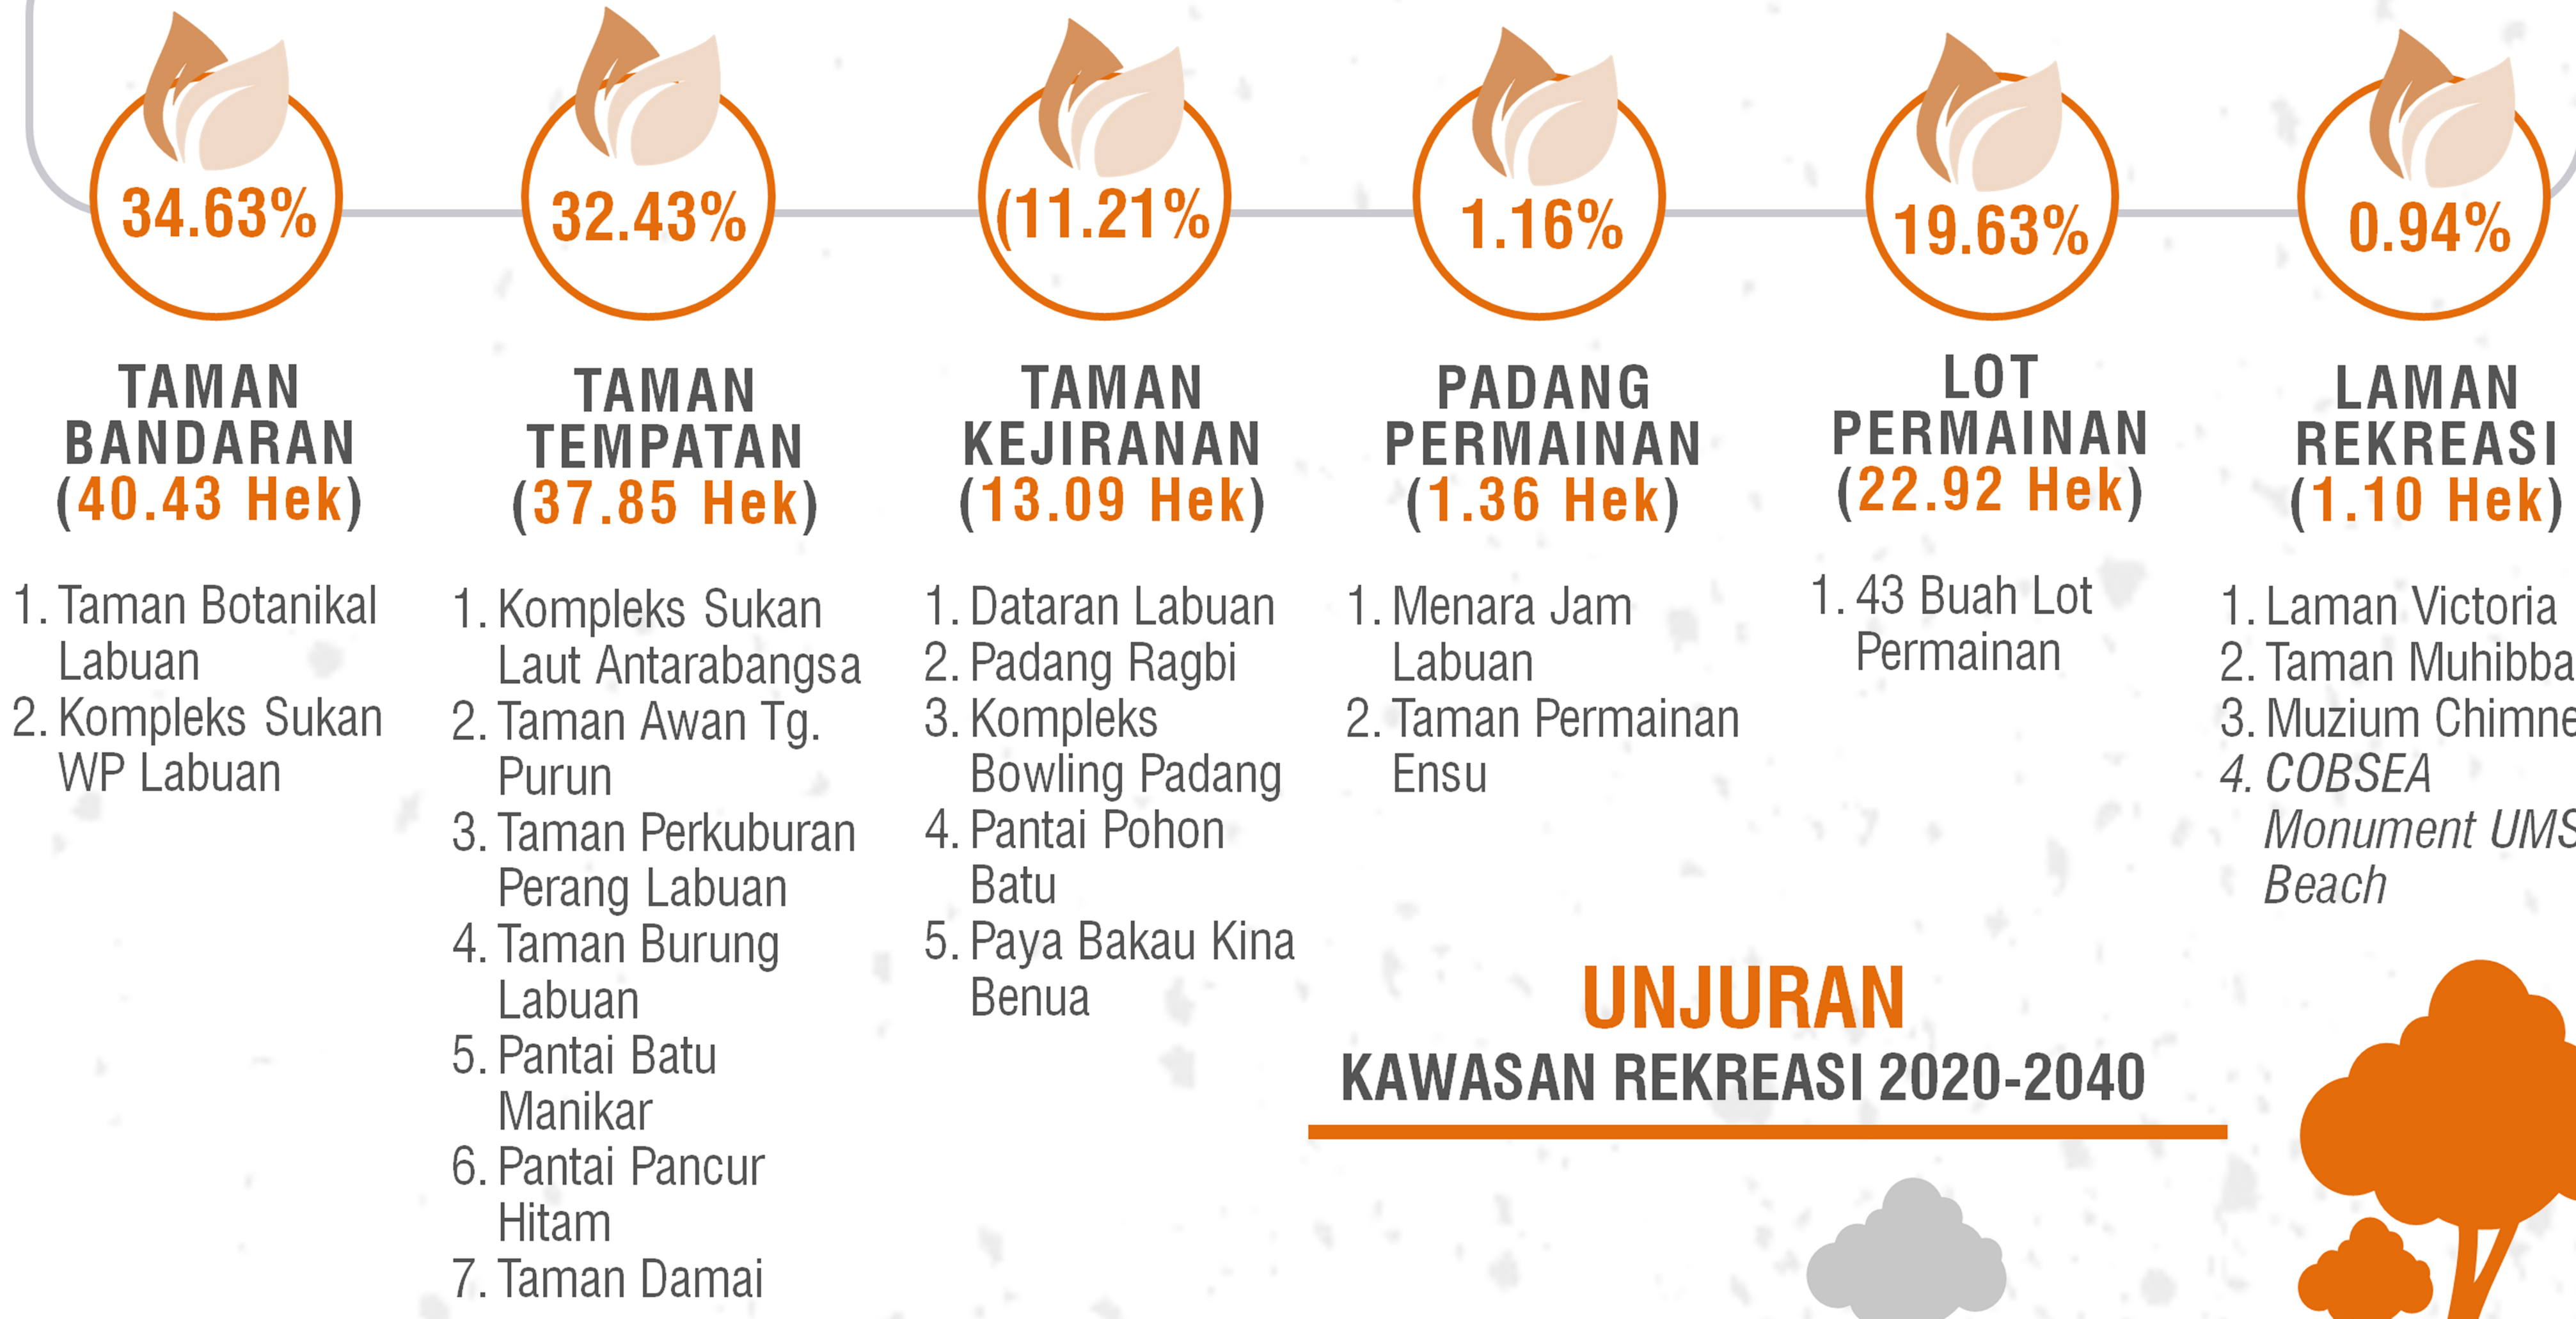 34.63%
TAMAN
BANDARAN
(40.43 Hek)
1. Taman Botanikal
Labuan
2. Kompleks Sukan
WP Labuan
32.43%
TAMAN
TEMPATAN
(37.85 Hek)
1. Kompleks Sukan
Laut Antarabangsa
2. Taman Awan Tg.
Purun
3. Taman Perkuburan
Perang Labuan
4. Taman Burung
Labuan
5. Pantai Batu
Manikar
6. Pantai Pancur
Hitam
7. Taman Damai
(11.21%
TAMAN
KEJIRANAN
(13.09 Hek)
1. Dataran Labuan
2. Padang Ragbi
3. Kompleks
Bowling Padang
4. Pantai Pohon
Batu
5. Paya Bakau Kina
Benua
1.16%
PADANG
PERMAINAN
(1.36 Hek)
1. Menara Jam
Labuan
2. Taman Permainan
Ensu
19.63%
LOT
PERMAINAN
(22.92 Hek)
1. 43 Buah Lot
Permainan
0.94%
LAMAN
REKREASI
(1.10 Hek)
1. Laman Victoria
2. Taman Muhibba
3. Muzium Chimne
4. COBSEA
Monument UMS
Beach
UNJURAN
KAWASAN REKREASI 2020-2040